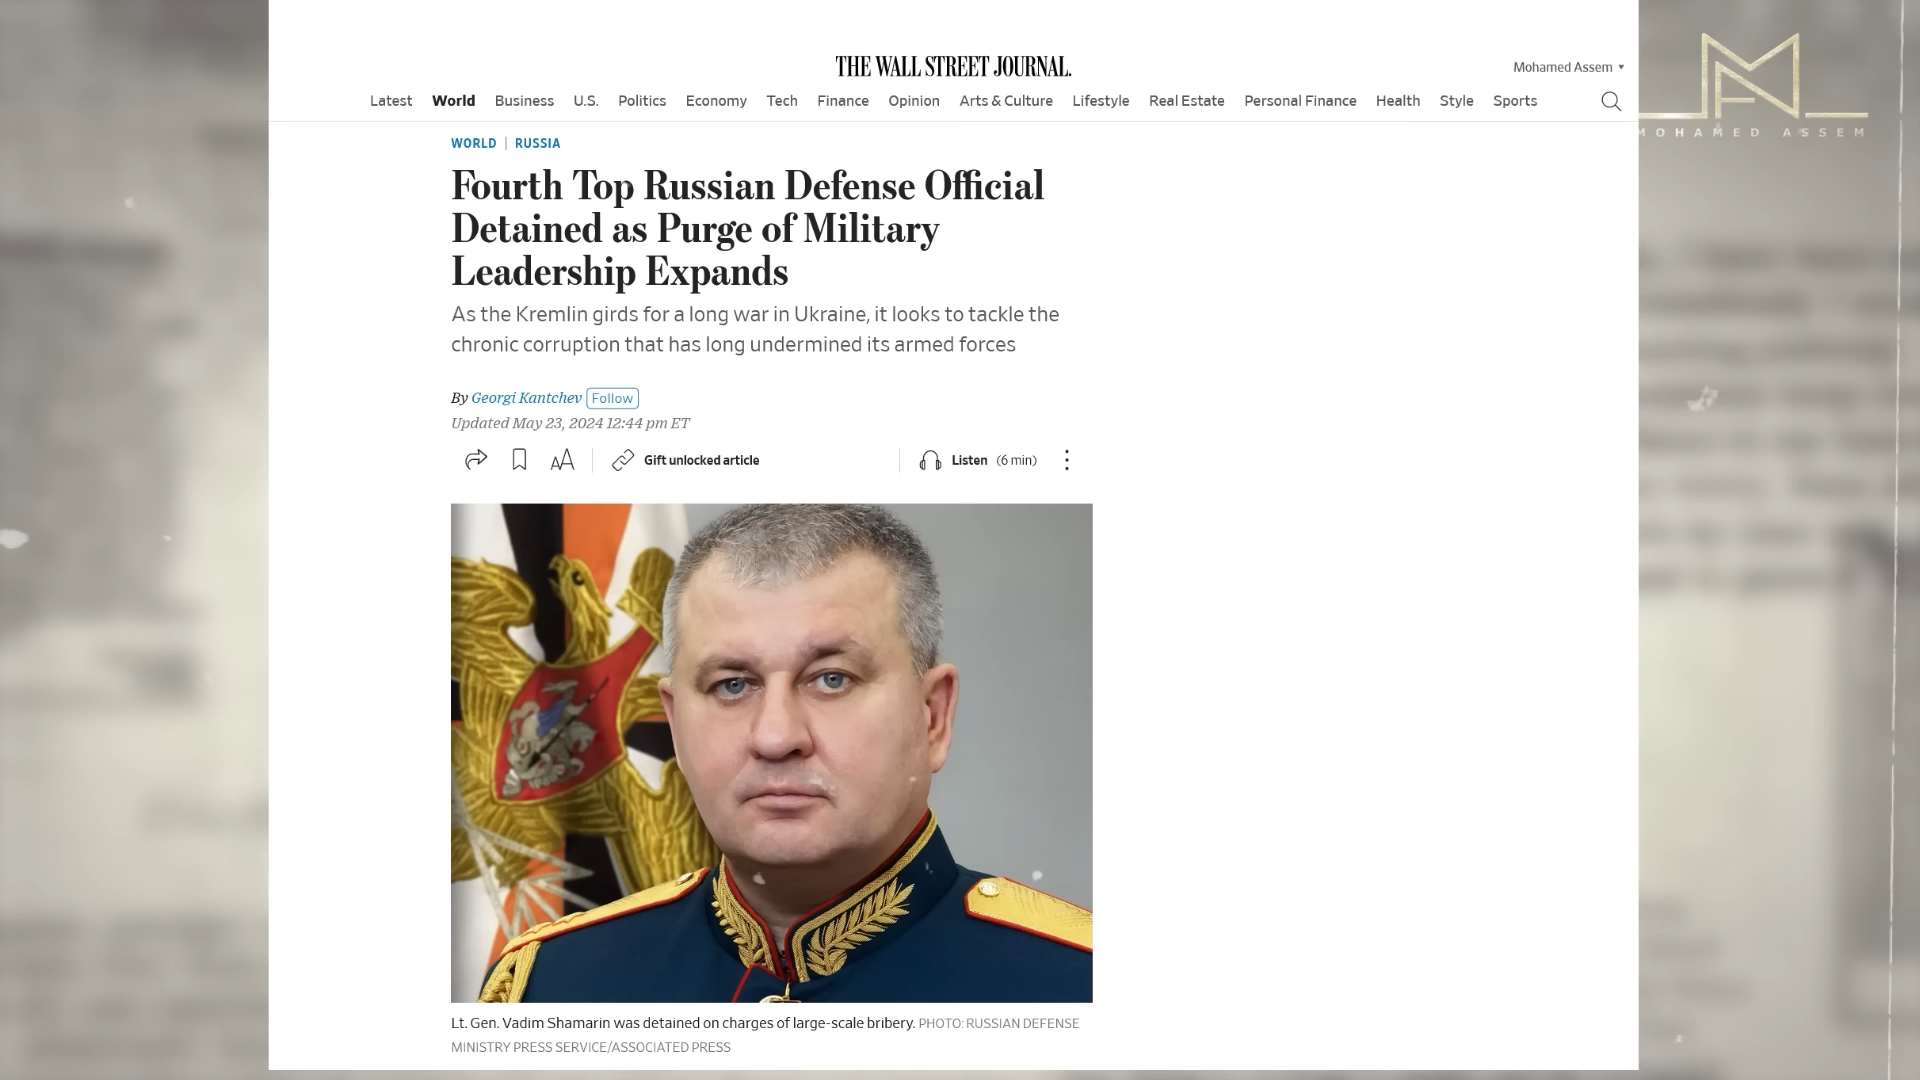 THE WALL STREET JOURNAL.
Mohamed Assem
Latest World Business U.S. Politics Economy Tech Finance Opinion Arts & Culture Lifestyle Real Estate Personal Finance Health Style Sports
MOHAMED ASSEM
WORLD | RUSSIA
Fourth Top Russian Defense Official
Detained as Purge of Military
Leadership Expands
As the Kremlin girds for a long war in Ukraine, it looks to tackle the
chronic corruption that has long undermined its armed forces
By Georgi Kantchev Follow
Updated May 23, 2024 12:44 pm ET
AA Gift unlocked article Listen (6 min)
Lt. Gen. Vadim Shamarin was detained on charges of large-scale bribery. PHOTO: RUSSIAN DEFENSE
MINISTRY PRESS SERVICE/ASSOCIATED PRESS